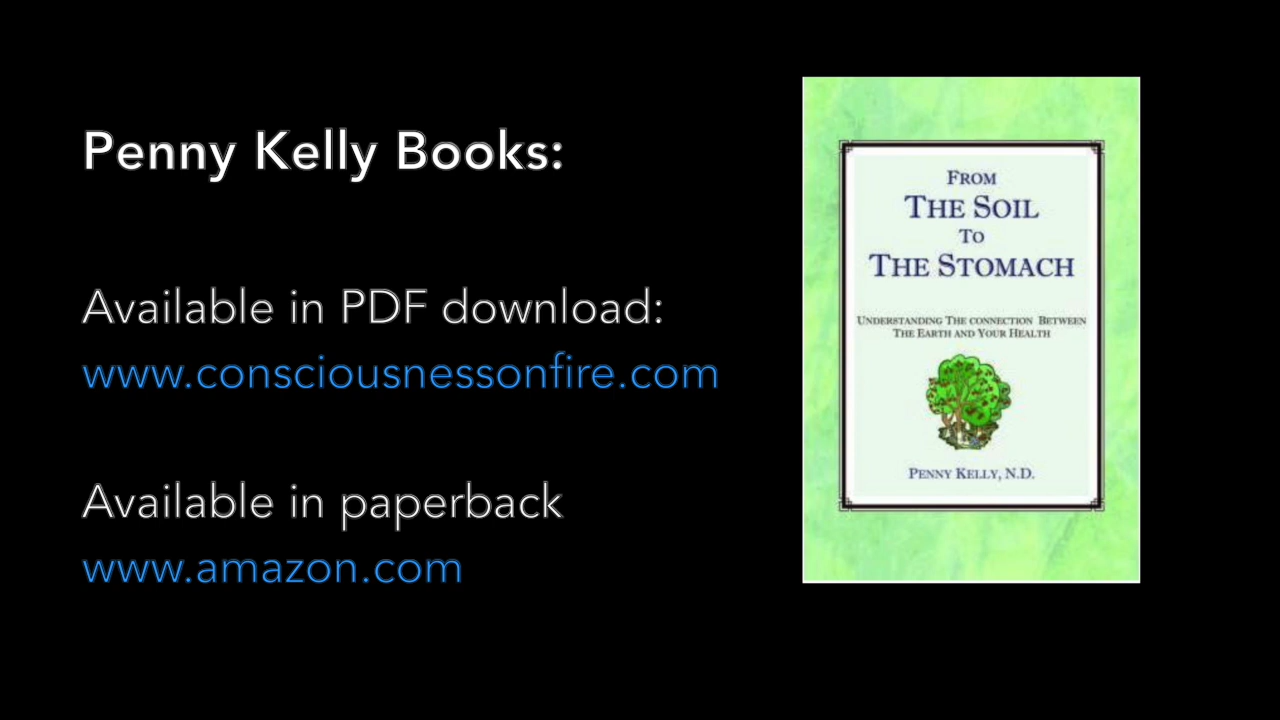 Penny Kelly Books:
Available in PDF download:
www.consciousnessonfire.com
Available in paperback
www.amazon.com
FROM
THE SOIL
TO
THE STOMACH
UNDERSTANDING THE CONNECTION BETWEEN
THE EARTH AND YOUR HEALTH
PENNY KELLY, N.D.